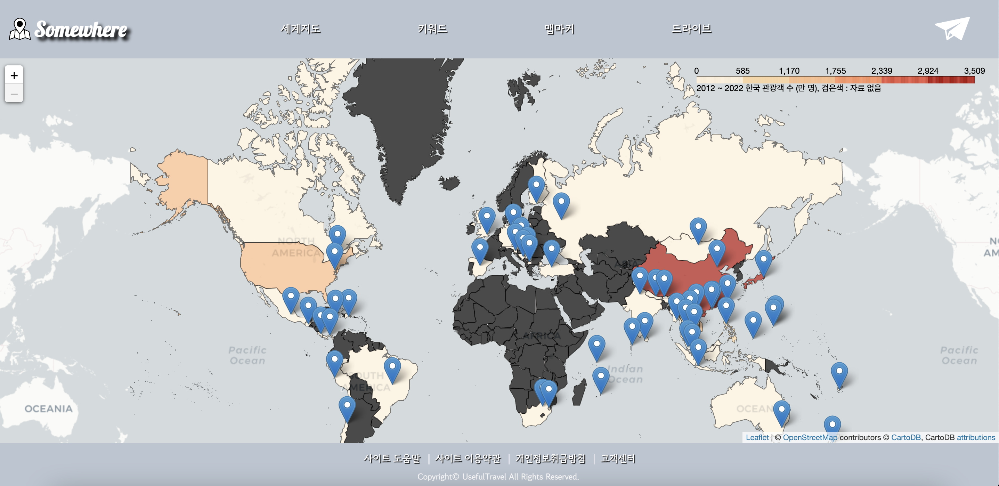 Somewhere
세계지도
키워드
맵마커
드라이브
+
−
0 585 1,170 1,755 2,339 2,924 3,509
2012 ~ 2022 한국 관광객 수 (만 명), 검은색 : 자료 없음
NORTH
AMERICA
ASIA
AFRICA
Pacific
Ocean
SOUTH
AMERICA
Indian
Ocean
Pacific
Ocean
OCEANIA
OCEAN
NO
AM
Leaflet | © OpenStreetMap contributors © CartoDB, CartoDB attributions
사이트 도움말 | 사이트 이용약관 | 개인정보취급방침 | 고객센터
Copyright© UsefulTravel All Rights Reserved.